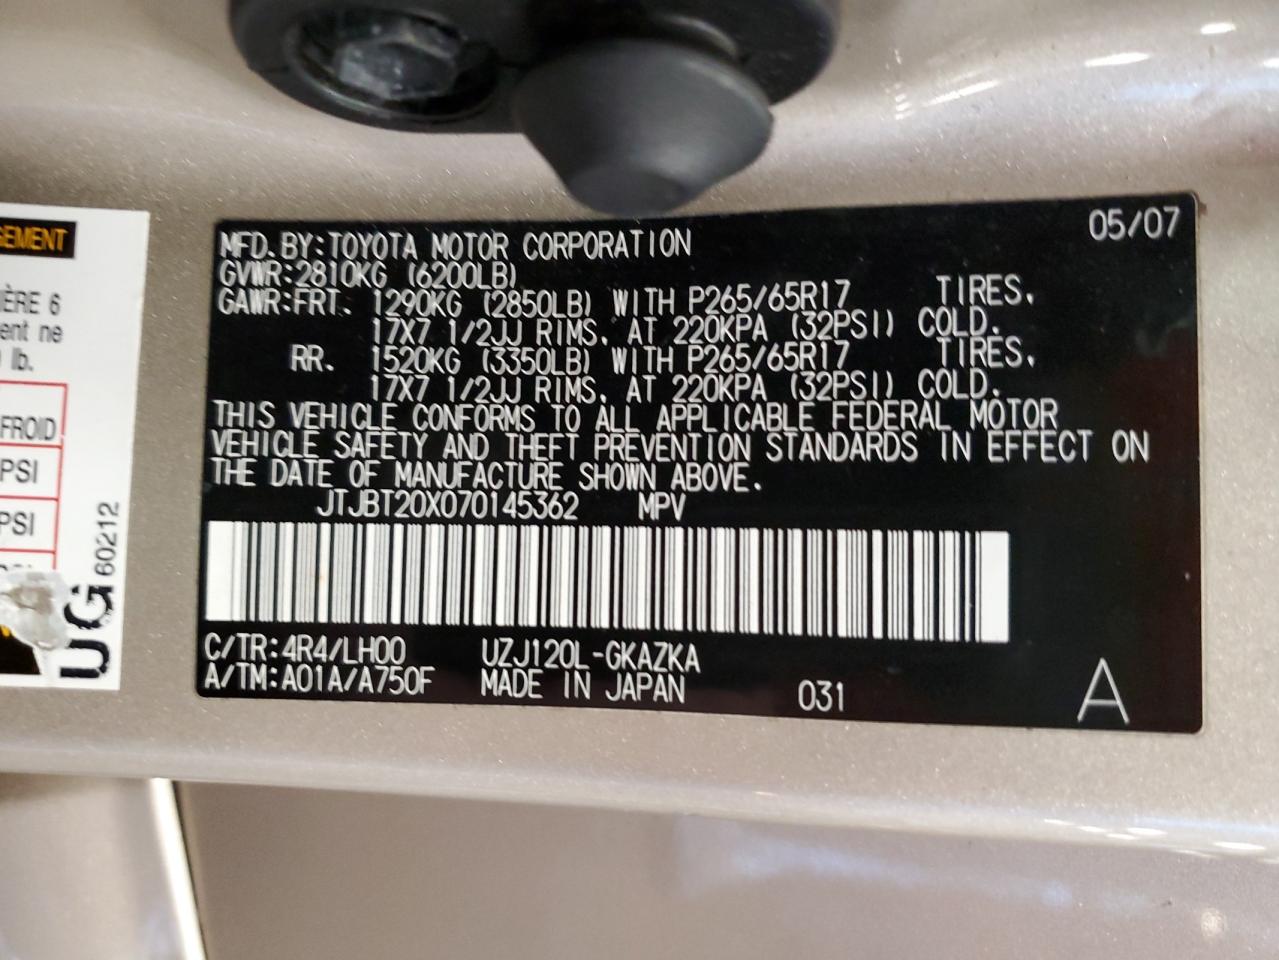 05/07
MFD. BY:TOYOTA MOTOR CORPORATION
GVWR:2810KG (6200LB)
GAWR:FRT. 1290KG (2850LB) WITH P265/65R17 TIRES,
17X7 1/2JJ RIMS, AT 220KPA (32PSI) COLD.
RR. 1520KG (3350LB) WITH P265/65R17 TIRES,
17X7 1/2JJ RIMS, AT 220KPA (32PSI) COLD.
THIS VEHICLE CONFORMS TO ALL APPLICABLE FEDERAL MOTOR
VEHICLE SAFETY AND THEFT PREVENTION STANDARDS IN EFFECT ON
THE DATE OF MANUFACTURE SHOWN ABOVE.
JTJBT20X070145362 MPV
C/TR:4R4/LH00 UZJ120L-GKAZKA
A/TM:A01A/A750F MADE IN JAPAN 031 A
GEMENT
IÈRE 6
ent ne
lb.
FROID
PSI
PSI
UG 60212